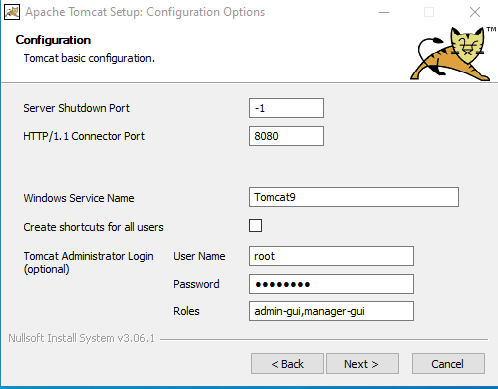 Apache Tomcat Setup: Configuration Options
Configuration
Tomcat basic configuration.
TM
Server Shutdown Port -1
HTTP/1.1 Connector Port 8080
Windows Service Name Tomcat9
Create shortcuts for all users
Tomcat Administrator Login User Name root
(optional)
Password ●●●●●●●●
Roles admin-gui,manager-gui
Nullsoft Install System v3.06.1
< Back Next > Cancel